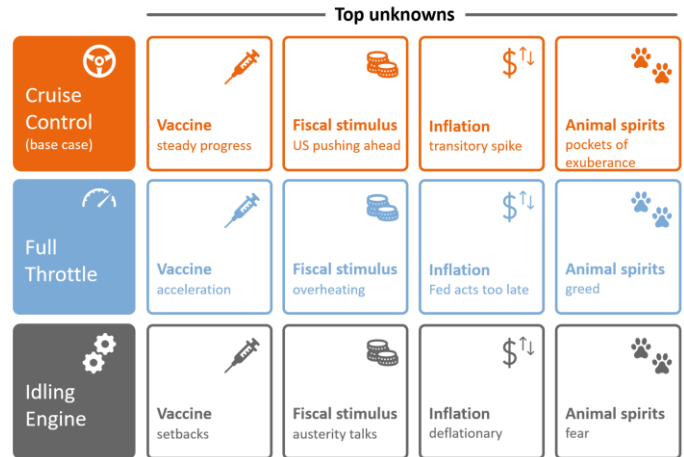 Top unknowns
Cruise
Control
(base case)
Vaccine
steady progress
Fiscal stimulus
US pushing ahead
$
Inflation
transitory spike
Animal spirits
pockets of
exuberance
Full
Throttle
Vaccine
acceleration
Fiscal stimulus
overheating
$
Inflation
Fed acts too late
Animal spirits
greed
Idling
Engine
Vaccine
setbacks
Fiscal stimulus
austerity talks
$
Inflation
deflationary
Animal spirits
fear